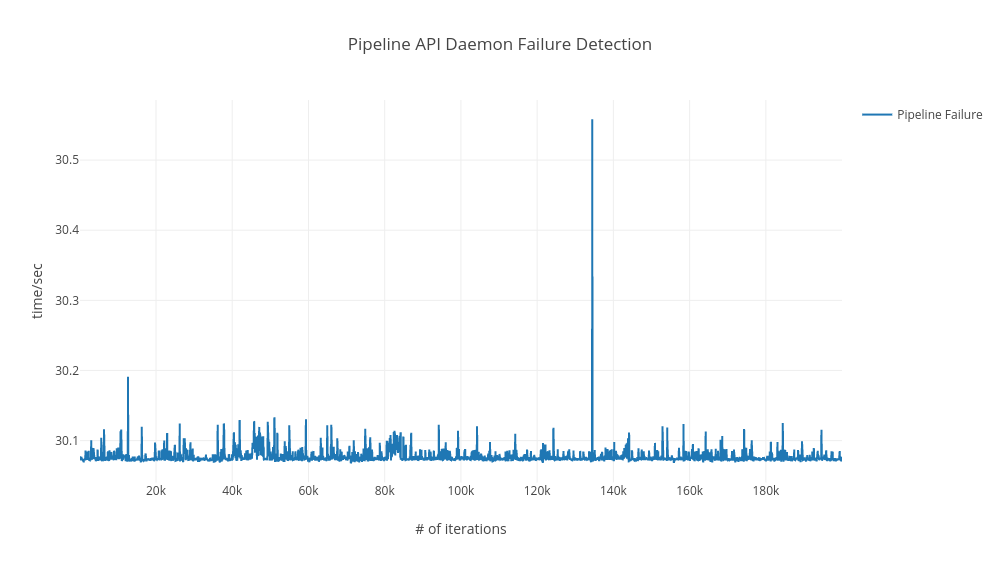 Pipeline API Daemon Failure Detection
Pipeline Failure
time/sec
30.5
30.4
30.3
30.2
30.1
20k 40k 60k 80k 100k 120k 140k 160k 180k
# of iterations